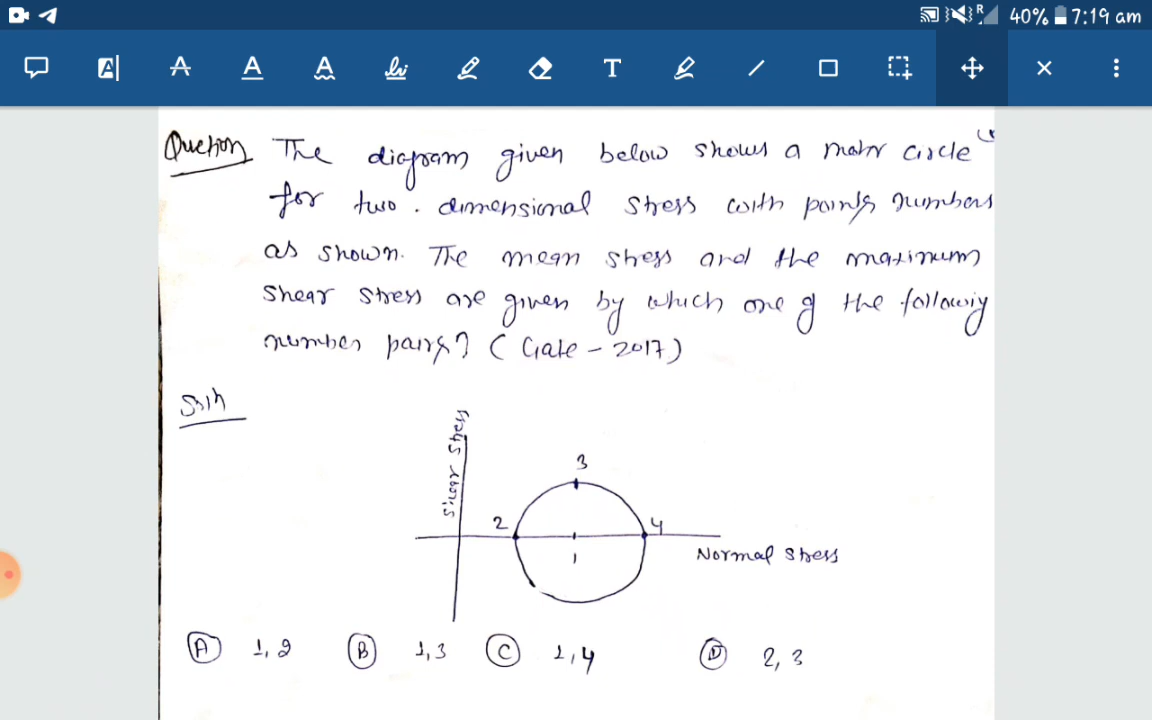 40% 7:19 am
Question The diagram given below shows a mohr circle
for two. dimensional stress with points numbers
as shown. The mean stress and the maximum
shear stress are given by which one of the following
number pairs? ( Gate - 2017)
Soln
Shear Stress
3
2
4
1
Normal Stress
(A) 1, 2 (B) 1, 3 (C) 1, 4 (D) 2, 3